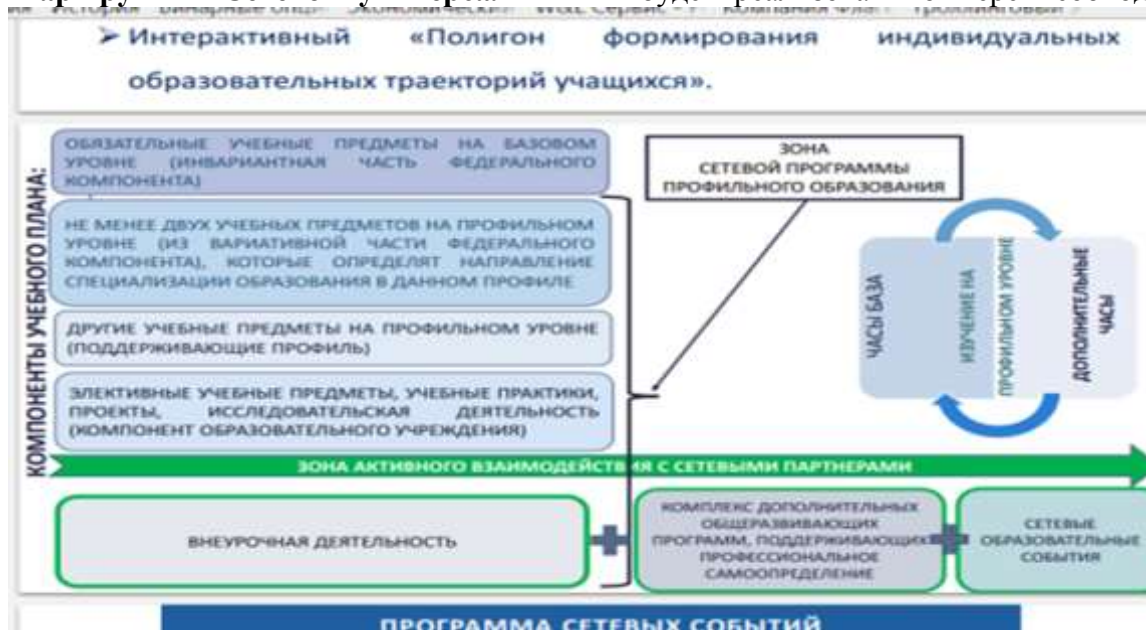 ➤ Интерактивный «Полигон формирования индивидуальных
образовательных траекторий учащихся».
КОМПОНЕНТЫ УЧЕБНОГО ПЛАНА:
ОБЯЗАТЕЛЬНЫЕ УЧЕБНЫЕ ПРЕДМЕТЫ НА БАЗОВОМ
УРОВНЕ (ИНВАРИАНТНАЯ ЧАСТЬ ФЕДЕРАЛЬНОГО
КОМПОНЕНТА)
НЕ МЕНЕЕ ДВУХ УЧЕБНЫХ ПРЕДМЕТОВ НА ПРОФИЛЬНОМ
УРОВНЕ (ИЗ ВАРИАТИВНОЙ ЧАСТИ ФЕДЕРАЛЬНОГО
КОМПОНЕНТА), КОТОРЫЕ ОПРЕДЕЛЯТ НАПРАВЛЕНИЕ
СПЕЦИАЛИЗАЦИИ ОБРАЗОВАНИЯ В ДАННОМ ПРОФИЛЕ
ДРУГИЕ УЧЕБНЫЕ ПРЕДМЕТЫ НА ПРОФИЛЬНОМ УРОВНЕ
(ПОДДЕРЖИВАЮЩИЕ ПРОФИЛЬ)
ЭЛЕКТИВНЫЕ УЧЕБНЫЕ ПРЕДМЕТЫ, УЧЕБНЫЕ ПРАКТИКИ,
ПРОЕКТЫ, ИССЛЕДОВАТЕЛЬСКАЯ ДЕЯТЕЛЬНОСТЬ
(КОМПОНЕНТ ОБРАЗОВАТЕЛЬНОГО УЧРЕЖДЕНИЯ)
ЗОНА
СЕТЕВОЙ ПРОГРАММЫ
ПРОФИЛЬНОГО ОБРАЗОВАНИЯ
ЧАСЫ БАЗА
ИЗУЧЕНИЕ НА
ПРОФИЛЬНОМ УРОВНЕ
ДОПОЛНИТЕЛЬНЫЕ
ЧАСЫ
ЗОНА АКТИВНОГО ВЗАИМОДЕЙСТВИЯ С СЕТЕВЫМИ ПАРТНЕРАМИ
ВНЕУРОЧНАЯ ДЕЯТЕЛЬНОСТЬ
КОМПЛЕКС ДОПОЛНИТЕЛЬНЫХ
ОБЩЕРАЗВИВАЮЩИХ
ПРОГРАММ, ПОДДЕРЖИВАЮЩИХ
ПРОФЕССИОНАЛЬНОЕ
САМООПРЕДЕЛЕНИЕ
СЕТЕВЫЕ
ОБРАЗОВАТЕЛЬНЫЕ
СОБЫТИЯ
ПРОГРАММА СЕТЕВЫХ СОБЫТИЙ